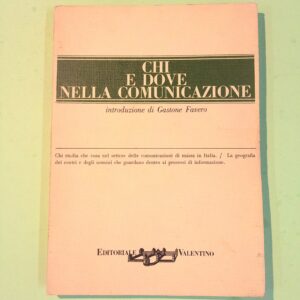 CHI
E DOVE
NELLA COMUNICAZIONE
introduzione di Gastone Favero
Chi studia che cosa nel settore delle comunicazioni di massa in Italia. / La geografia
dei centri e degli uomini che guardano dentro ai processi di informazione.
EDITORIALE VALENTINO